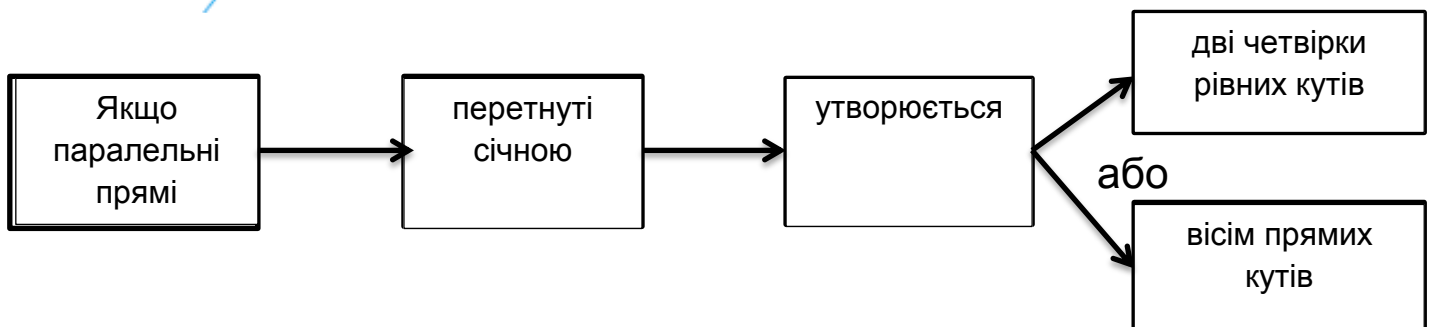 Якщо
паралельні
прямі
перетнуті
січною
утворюється
дві четвірки
рівних кутів
або
вісім прямих
кутів